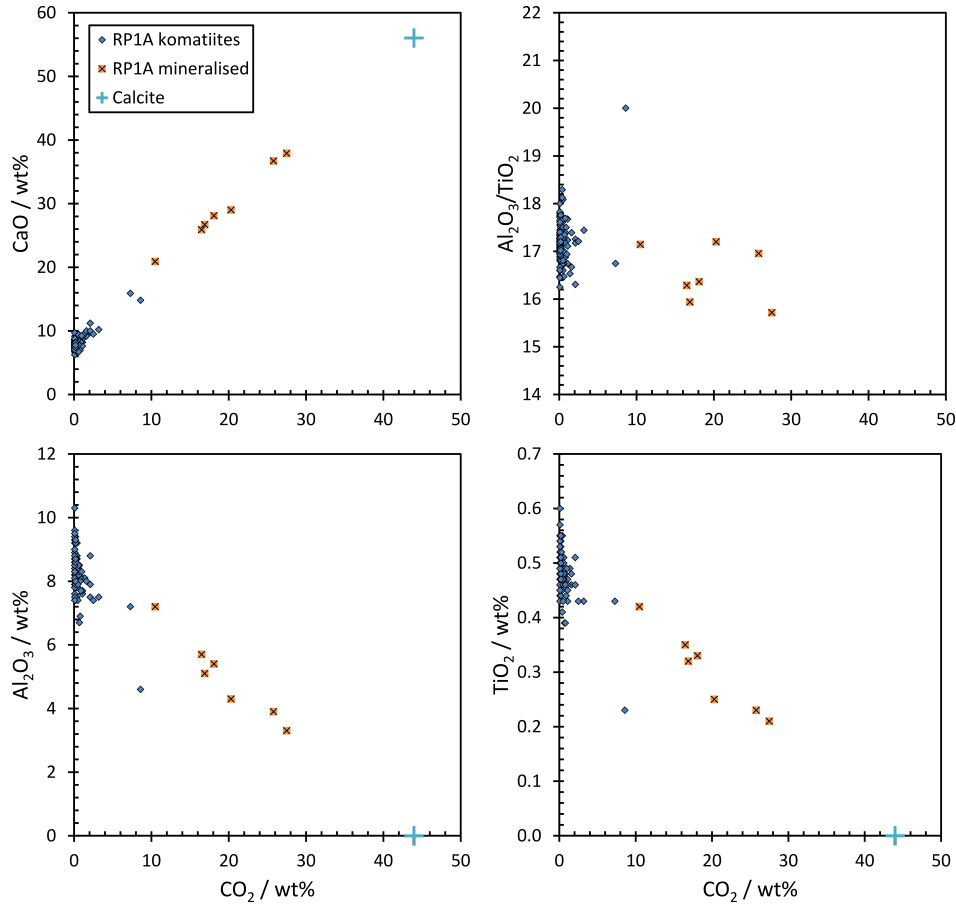 60
50
40
30
20
10
0
CaO / wt%
RP1A komatiites
RP1A mineralised
Calcite
0 10 20 30 40 50
22
21
20
19
18
17
16
15
14
Al₂O₃/TiO₂
0 10 20 30 40 50
12
10
8
6
4
2
0
Al₂O₃ / wt%
0 10 20 30 40 50
CO₂ / wt%
0.7
0.6
0.5
0.4
0.3
0.2
0.1
0.0
TiO₂ / wt%
0 10 20 30 40 50
CO₂ / wt%